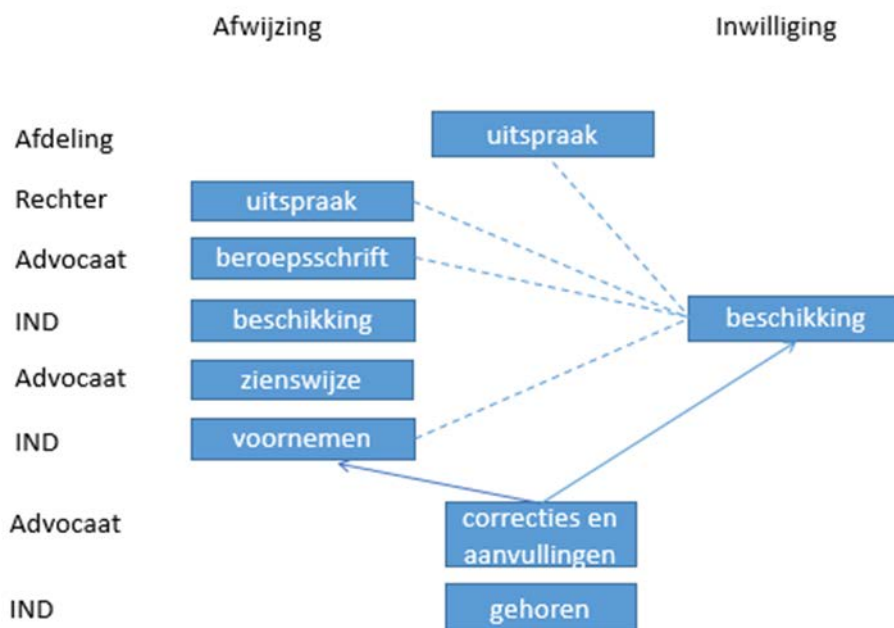 Afwijzing Inwilliging
Afdeling uitspraak
Rechter uitspraak
Advocaat beroepsschrift
IND beschikking beschikking
Advocaat zienswijze
IND voornemen
Advocaat correcties en
aanvullingen
IND gehoren